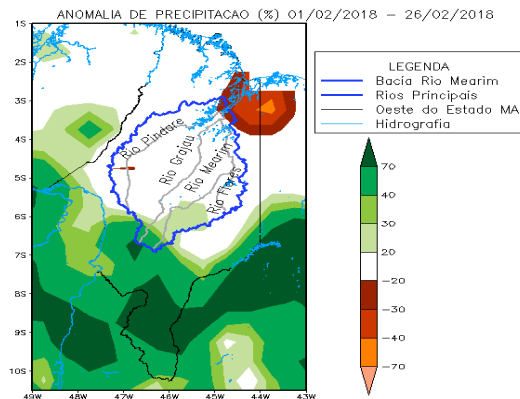 ANOMALIA DE PRECIPITACAO (%) 01/02/2018 – 26/02/2018
LEGENDA
Bacia Rio Mearim
Rios Principais
Oeste do Estado MA
Hidrografia
1S
2S
3S
4S
5S
6S
7S
8S
9S
10S
Rio Pindare
Rio Grajau
Rio Mearim
Rio Flores
70
40
30
20
−20
−30
−40
−70
49W
48W
47W
46W
45W
44W
43W